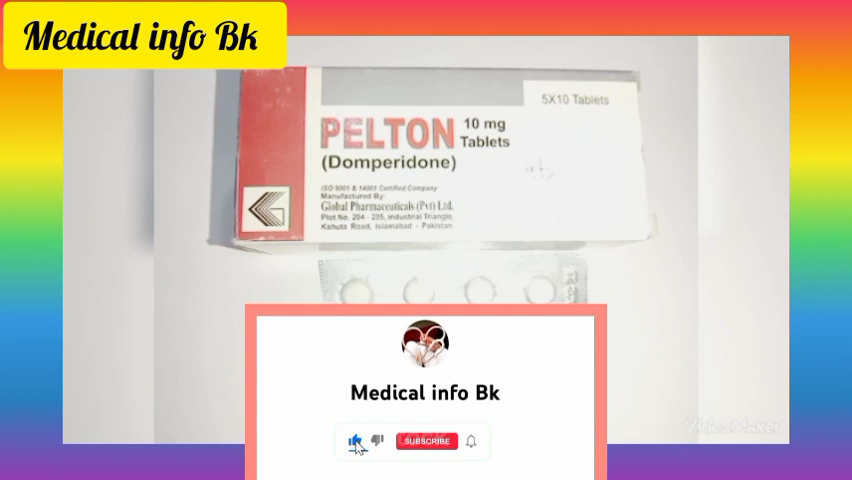 Medical info Bk
5X10 Tablets
PELTON 10 mg
Tablets
(Domperidone)
ISO 9001 & 14001 Certified Company
Manufactured By:
Global Pharmaceuticals (Pvt) Ltd.
Plot No. 204 - 205, Industrial Triangle,
Kahuta Road, Islamabad - Pakistan.
Medical info Bk
SUBSCRIBE
VideoMaker